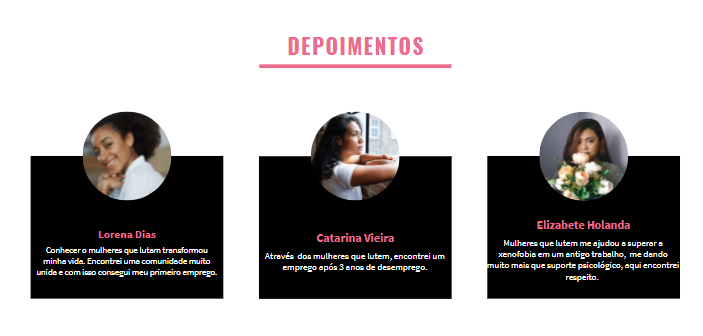 DEPOIMENTOS
Lorena Dias
Conhecer o mulheres que lutam transformou
minha vida. Encontrei uma comunidade muito
unida e com isso consegui meu primeiro emprego.
Catarina Vieira
Através dos mulheres que lutem, encontrei um
emprego após 3 anos de desemprego.
Elizabete Holanda
Mulheres que lutem me ajudou a superar a
xenofobia em um antigo trabalho, me dando
muito mais que suporte psicológico, aqui encontrei
respeito.